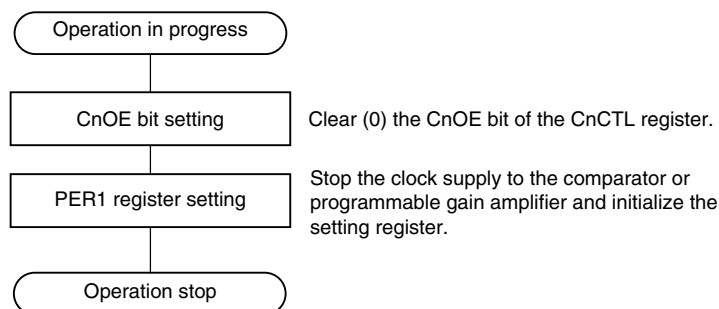 Operation in progress
CnOE bit setting
Clear (0) the CnOE bit of the CnCTL register.
PER1 register setting
Stop the clock supply to the comparator or
programmable gain amplifier and initialize the
setting register.
Operation stop